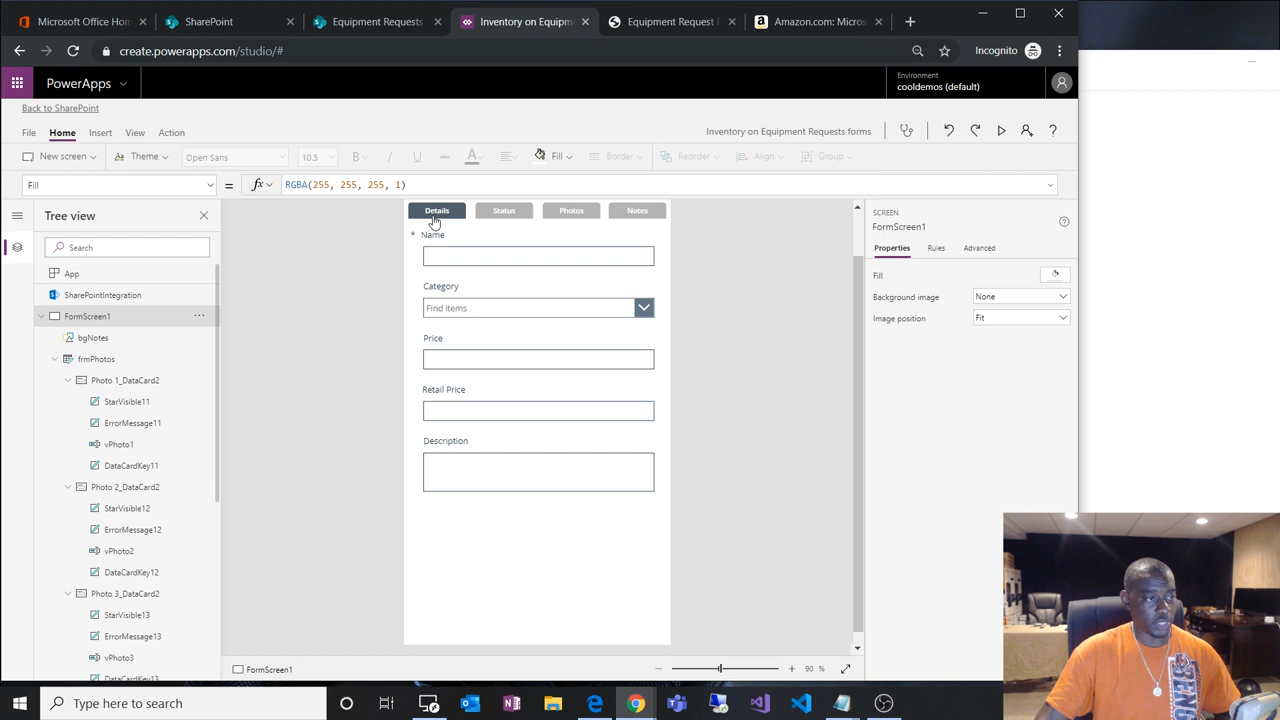 Microsoft Office Hom
SharePoint
Equipment Requests
Inventory on Equipm
Equipment Request F
Amazon.com: Micros
create.powerapps.com/studio/#
Incognito
PowerApps
Environment
cooldemos (default)
Back to SharePoint
File
Home
Insert
View
Action
Inventory on Equipment Requests forms
New screen
Theme
Open Sans
10.5
B
I
U
abc
A
Fill
Border
Reorder
Align
Group
Fill
=
fx
RGBA(255, 255, 255, 1)
Tree view
Search
App
SharePointIntegration
FormScreen1
bgNotes
frmPhotos
Photo 1_DataCard2
StarVisible11
ErrorMessage11
vPhoto1
DataCardKey11
Photo 2_DataCard2
StarVisible12
ErrorMessage12
vPhoto2
DataCardKey12
Photo 3_DataCard2
StarVisible13
ErrorMessage13
vPhoto3
DataCardKey13
Details
Status
Photos
Notes
* Name
Category
Find items
Price
Retail Price
Description
SCREEN
FormScreen1
Properties
Rules
Advanced
Fill
Background image
None
Image position
Fit
FormScreen1
90 %
Type here to search